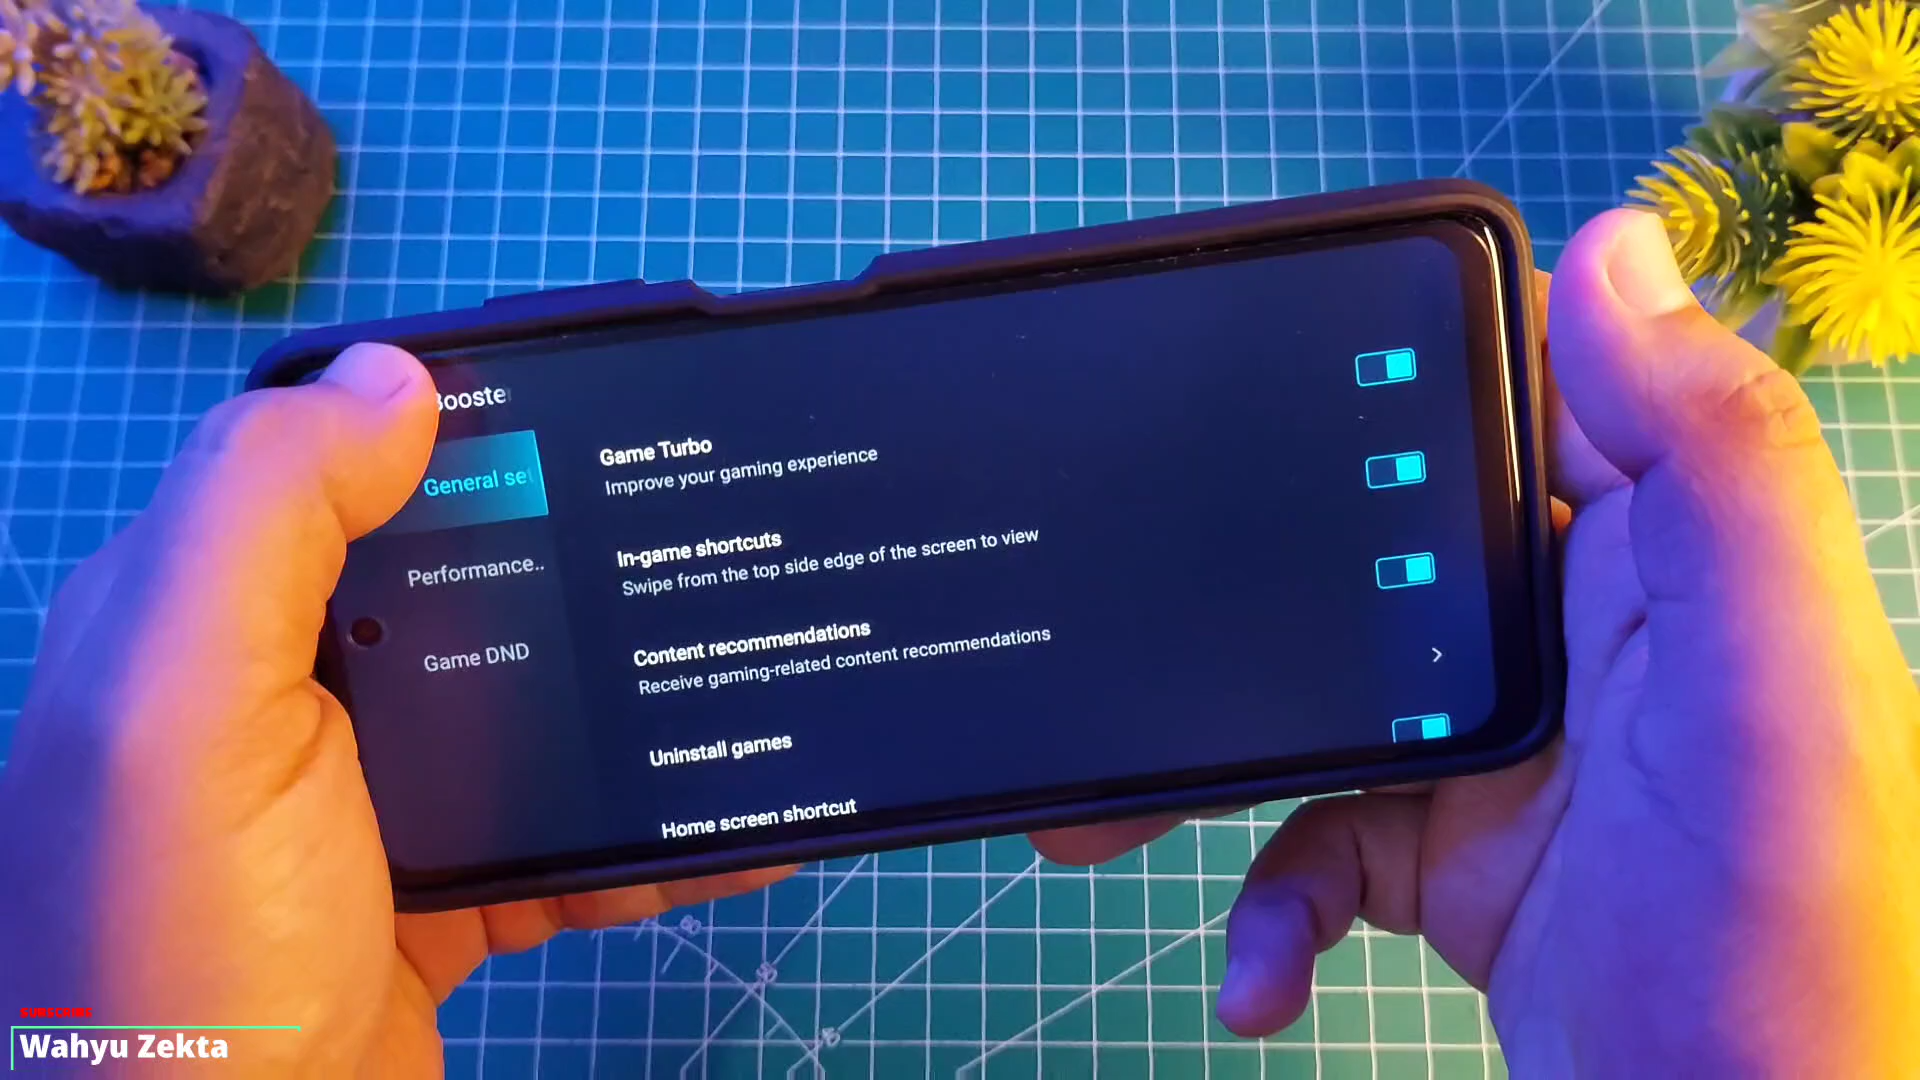 Booster
General set
Performance..
Game DND
Game Turbo
Improve your gaming experience
In-game shortcuts
Swipe from the top side edge of the screen to view
Content recommendations
Receive gaming-related content recommendations
Uninstall games
Home screen shortcut
SUBSCRIBE
Wahyu Zekta